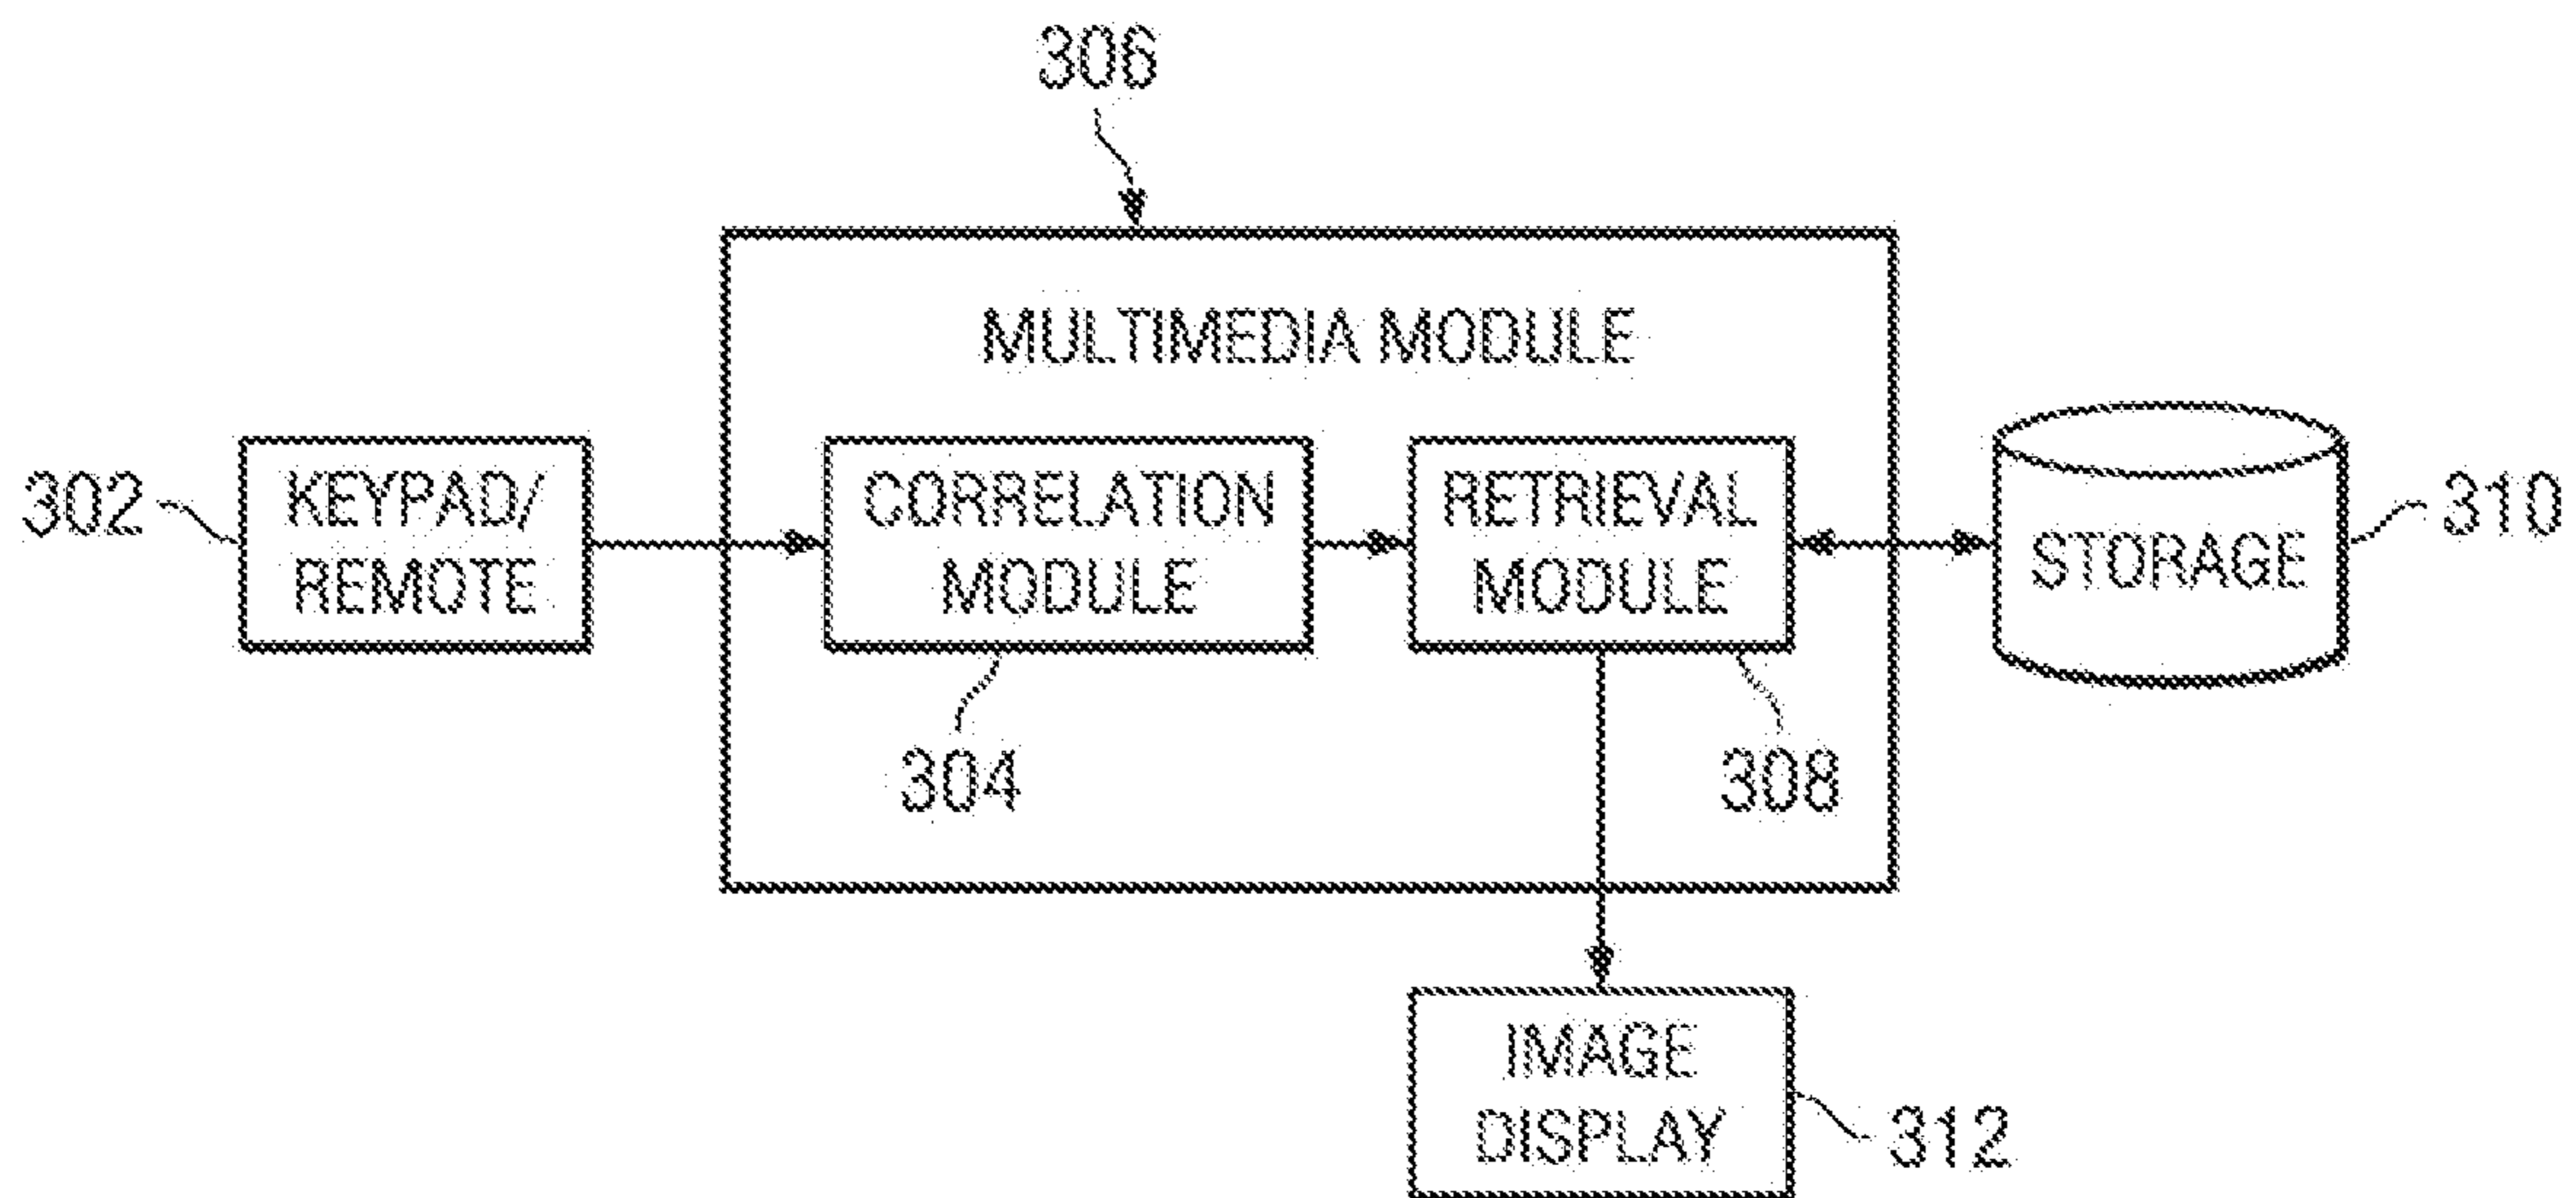 306
MULTIMEDIA MODULE
302
KEYPAD/
REMOTE
CORRELATION
MODULE
RETRIEVAL
MODULE
STORAGE
310
304
308
IMAGE
DISPLAY
312